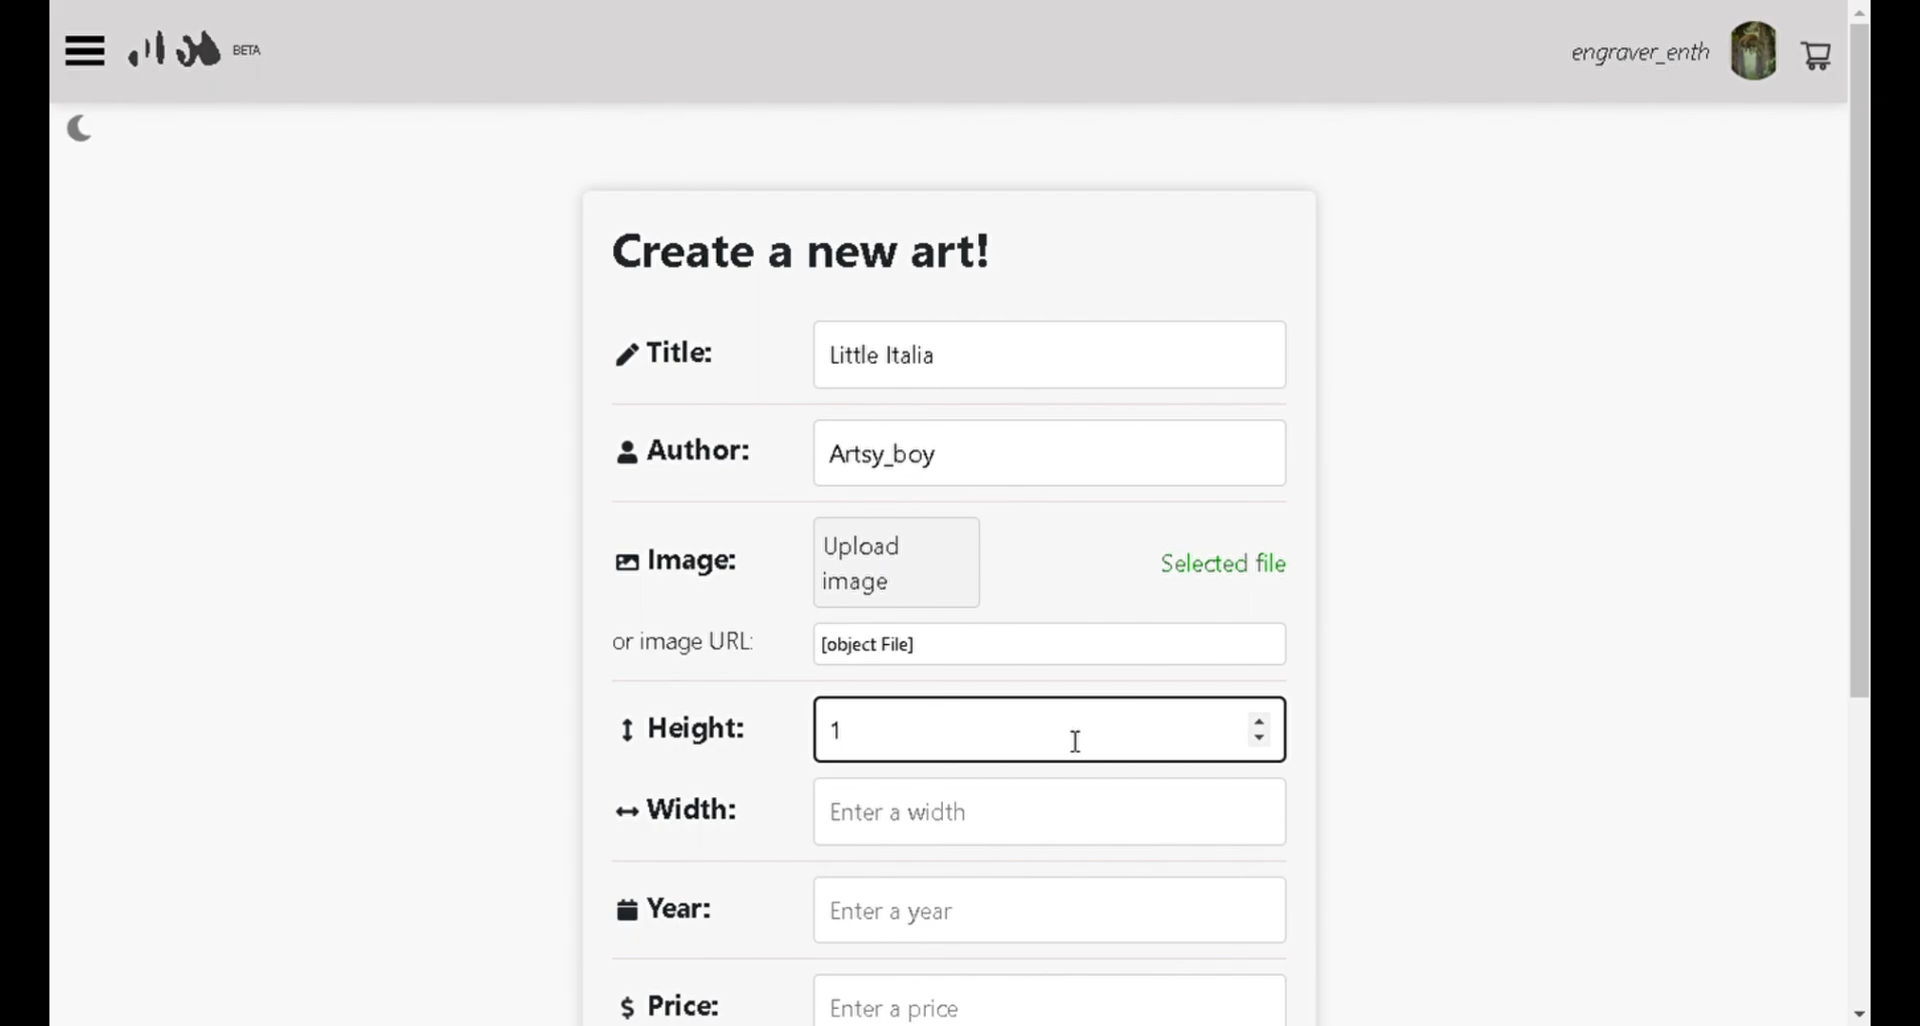 BETA
engraver_enth
Create a new art!
Title:
Little Italia
Author:
Artsy_boy
Image:
Upload
image
Selected file
or image URL:
[object File]
Height:
1
Width:
Enter a width
Year:
Enter a year
$ Price:
Enter a price